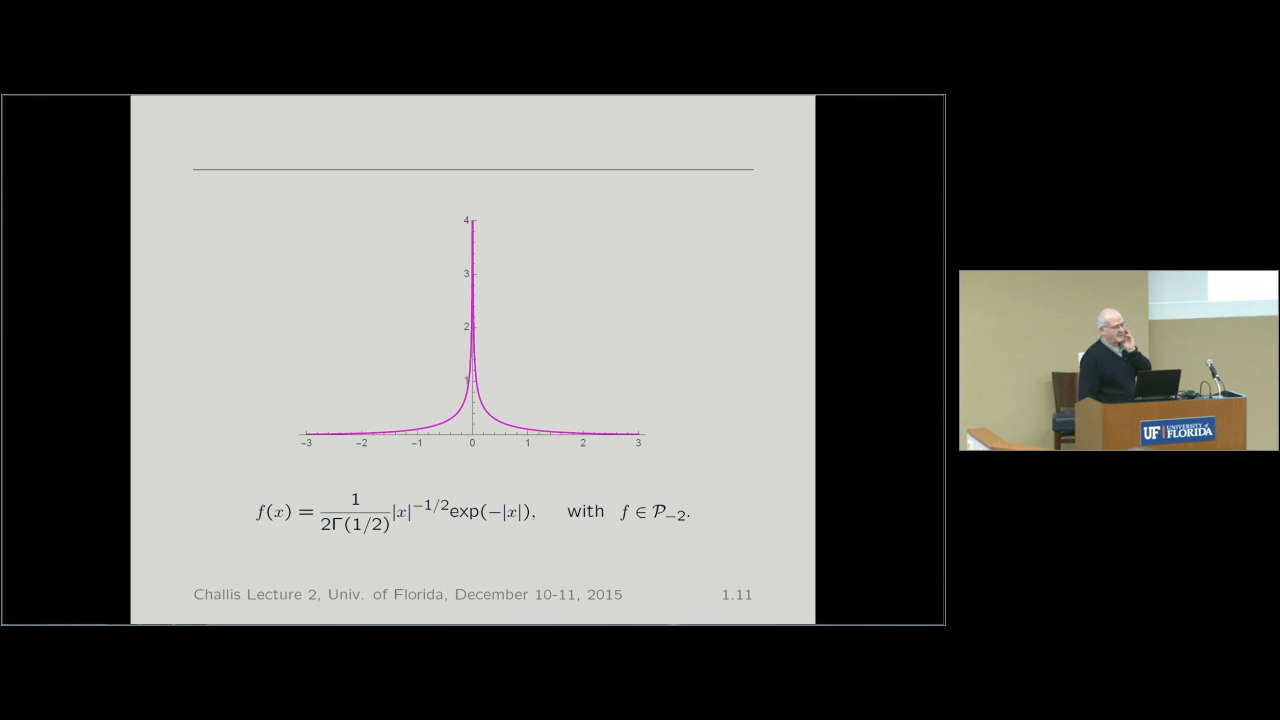 4
3
2
1
−3 −2 −1 0 1 2 3
f(x) = 1/(2Γ(1/2)) |x|^{−1/2} exp(−|x|), with f ∈ 𝒫_{−2}.
Challis Lecture 2, Univ. of Florida, December 10-11, 2015 1.11
UF UNIVERSITY of
FLORIDA